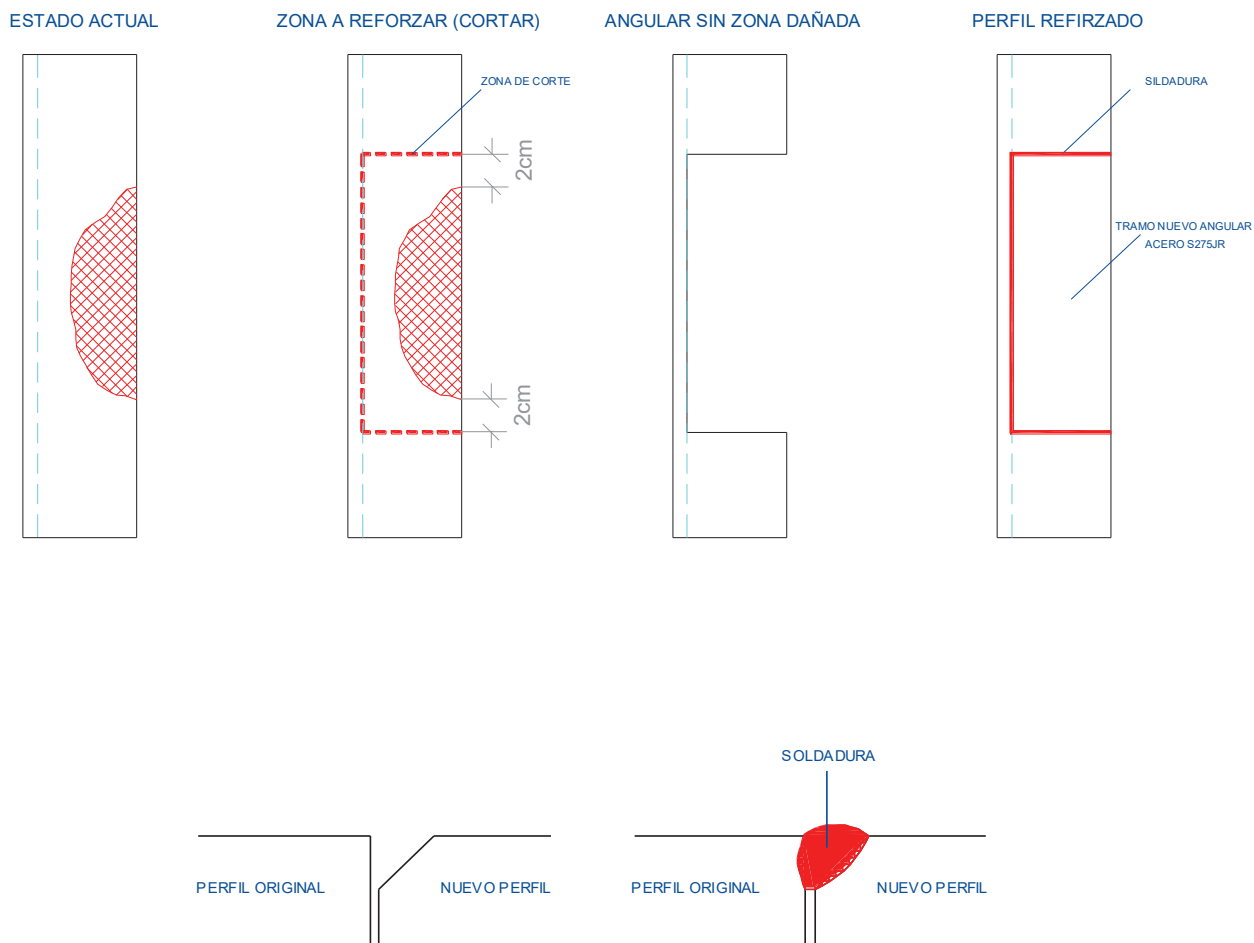 ESTADO ACTUAL
ZONA A REFORZAR (CORTAR)
ANGULAR SIN ZONA DAÑADA
PERFIL REFIRZADO
ZONA DE CORTE
SILDADURA
2cm
TRAMO NUEVO ANGULAR
ACERO S275JR
2cm
SOLDADURA
PERFIL ORIGINAL
NUEVO PERFIL
PERFIL ORIGINAL
NUEVO PERFIL